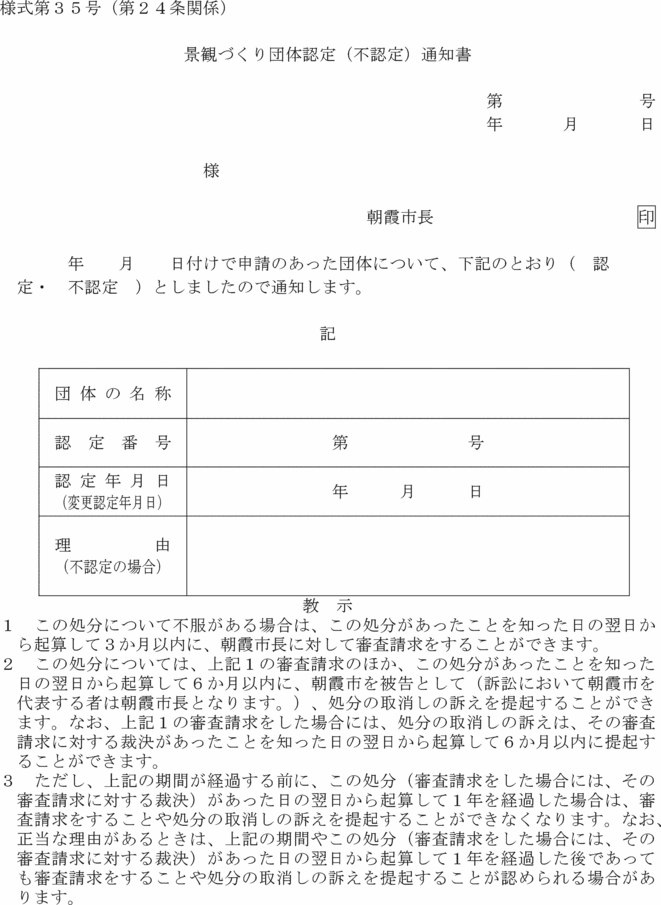 様式第３５号（第２４条関係）
景観づくり団体認定（不認定）通知書
第　　　　　　　　号
年　　　月　　　日
様
朝霞市長　　　　　　　　　　　　印
年　　月　　日付けで申請のあった団体について、下記のとおり（　認
定・　不認定　）としましたので通知します。
記
団体の名称
認定番号　第　　　　　　　号
認定年月日　年　　　月　　　日
（変更認定年月日）
理由
（不認定の場合）
教　示
１　この処分について不服がある場合は、この処分があったことを知った日の翌日か
ら起算して３か月以内に、朝霞市長に対して審査請求をすることができます。
２　この処分については、上記１の審査請求のほか、この処分があったことを知った
日の翌日から起算して６か月以内に、朝霞市を被告として（訴訟において朝霞市を
代表する者は朝霞市長となります。）、処分の取消しの訴えを提起することができ
ます。なお、上記１の審査請求をした場合には、処分の取消しの訴えは、その審査
請求に対する裁決があったことを知った日の翌日から起算して６か月以内に提起す
ることができます。
３　ただし、上記の期間が経過する前に、この処分（審査請求をした場合には、その
審査請求に対する裁決）があった日の翌日から起算して１年を経過した場合は、審
査請求をすることや処分の取消しの訴えを提起することができなくなります。なお、
正当な理由があるときは、上記の期間やこの処分（審査請求をした場合には、その
審査請求に対する裁決）があった日の翌日から起算して１年を経過した後であって
も審査請求をすることや処分の取消しの訴えを提起することが認められる場合があ
ります。